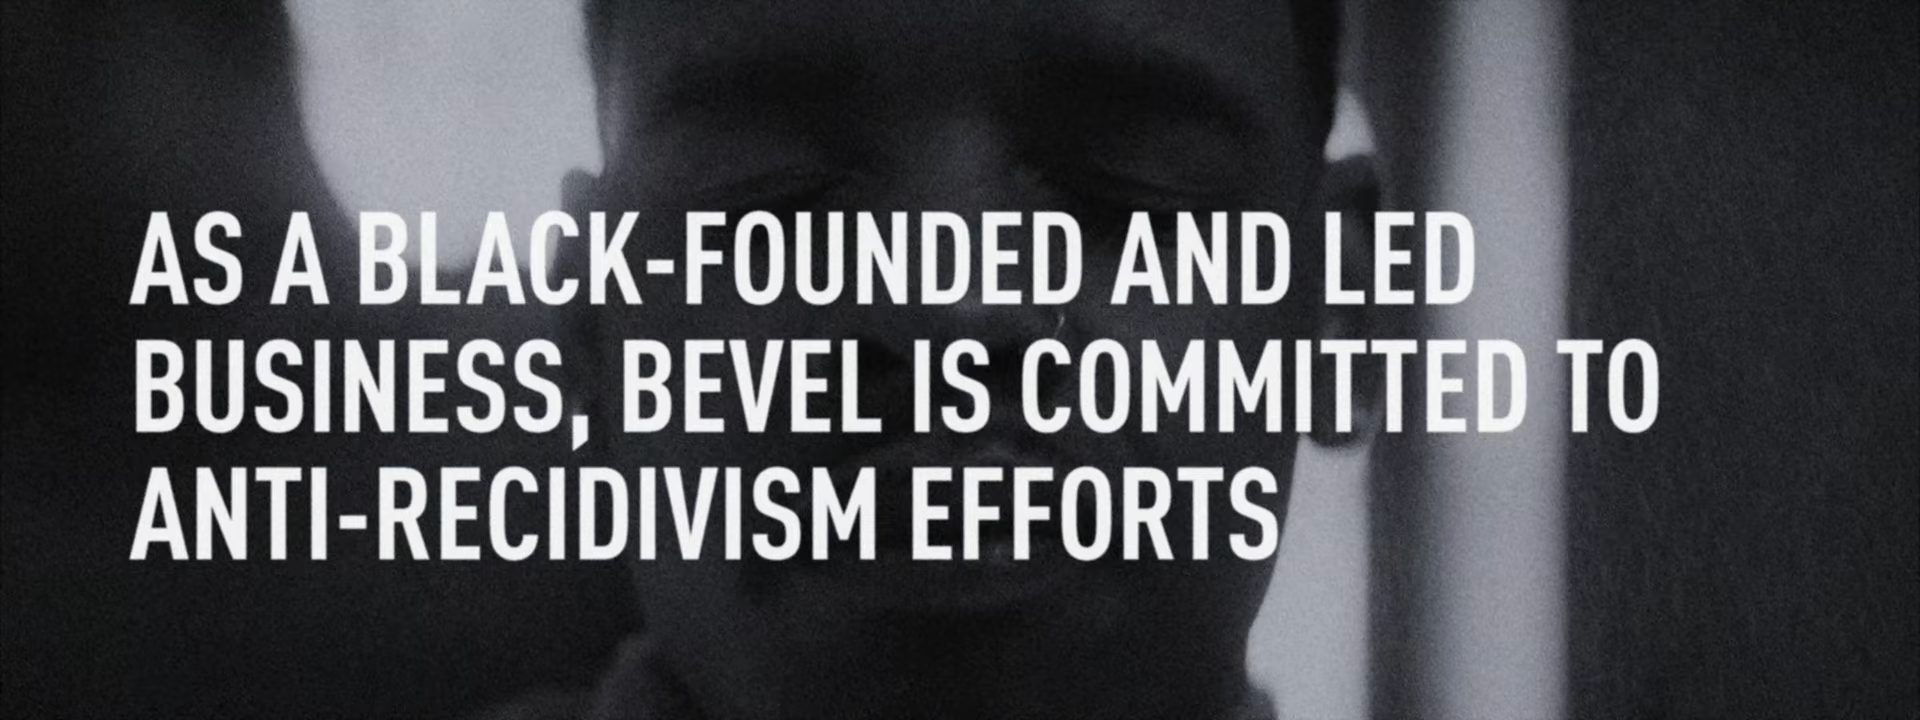 AS A BLACK-FOUNDED AND LED
BUSINESS, BEVEL IS COMMITTED TO
ANTI-RECIDIVISM EFFORTS